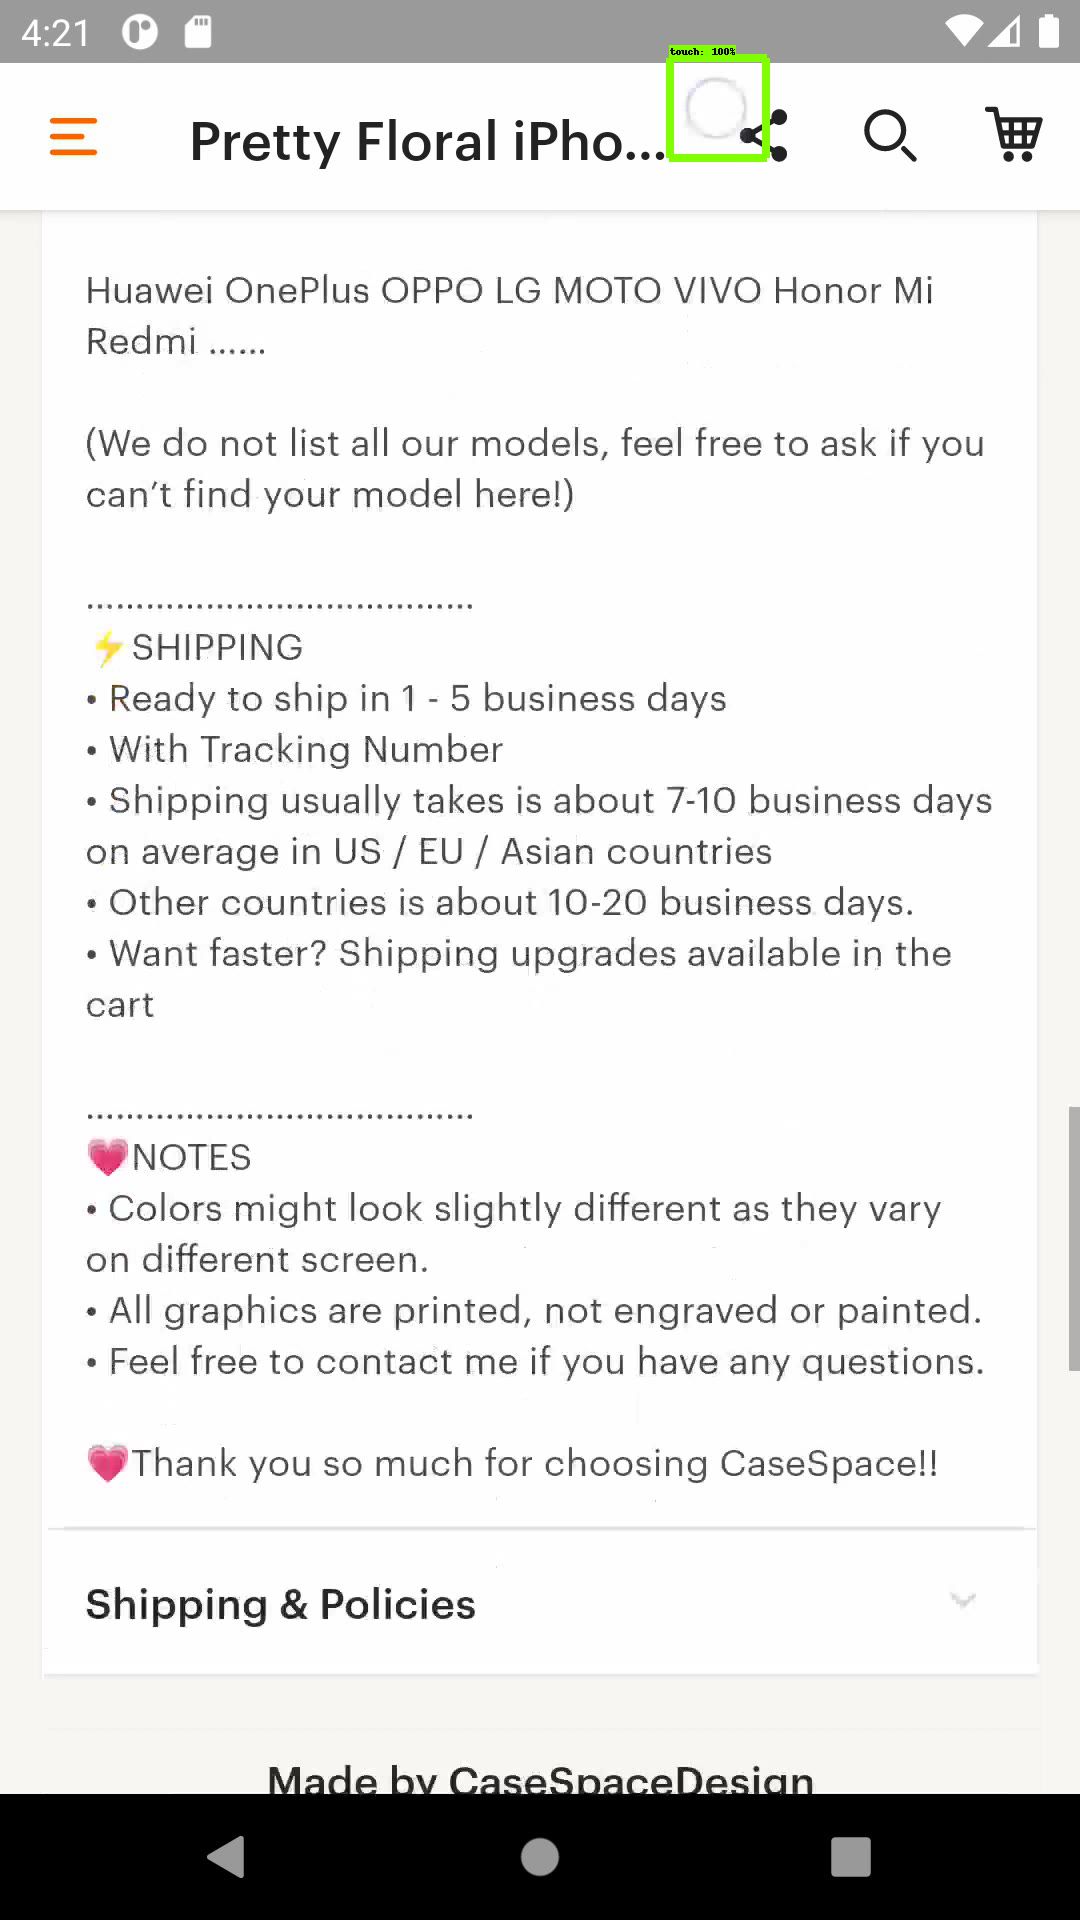 4:21
touch: 100%
Pretty Floral iPho...
Huawei OnePlus OPPO LG MOTO VIVO Honor Mi
Redmi ......
(We do not list all our models, feel free to ask if you
can't find your model here!)
.......................................
⚡SHIPPING
• Ready to ship in 1 - 5 business days
• With Tracking Number
• Shipping usually takes is about 7-10 business days
on average in US / EU / Asian countries
• Other countries is about 10-20 business days.
• Want faster? Shipping upgrades available in the
cart
.......................................
💗NOTES
• Colors might look slightly different as they vary
on different screen.
• All graphics are printed, not engraved or painted.
• Feel free to contact me if you have any questions.
💗Thank you so much for choosing CaseSpace!!
Shipping & Policies
Made by CaseSpaceDesign